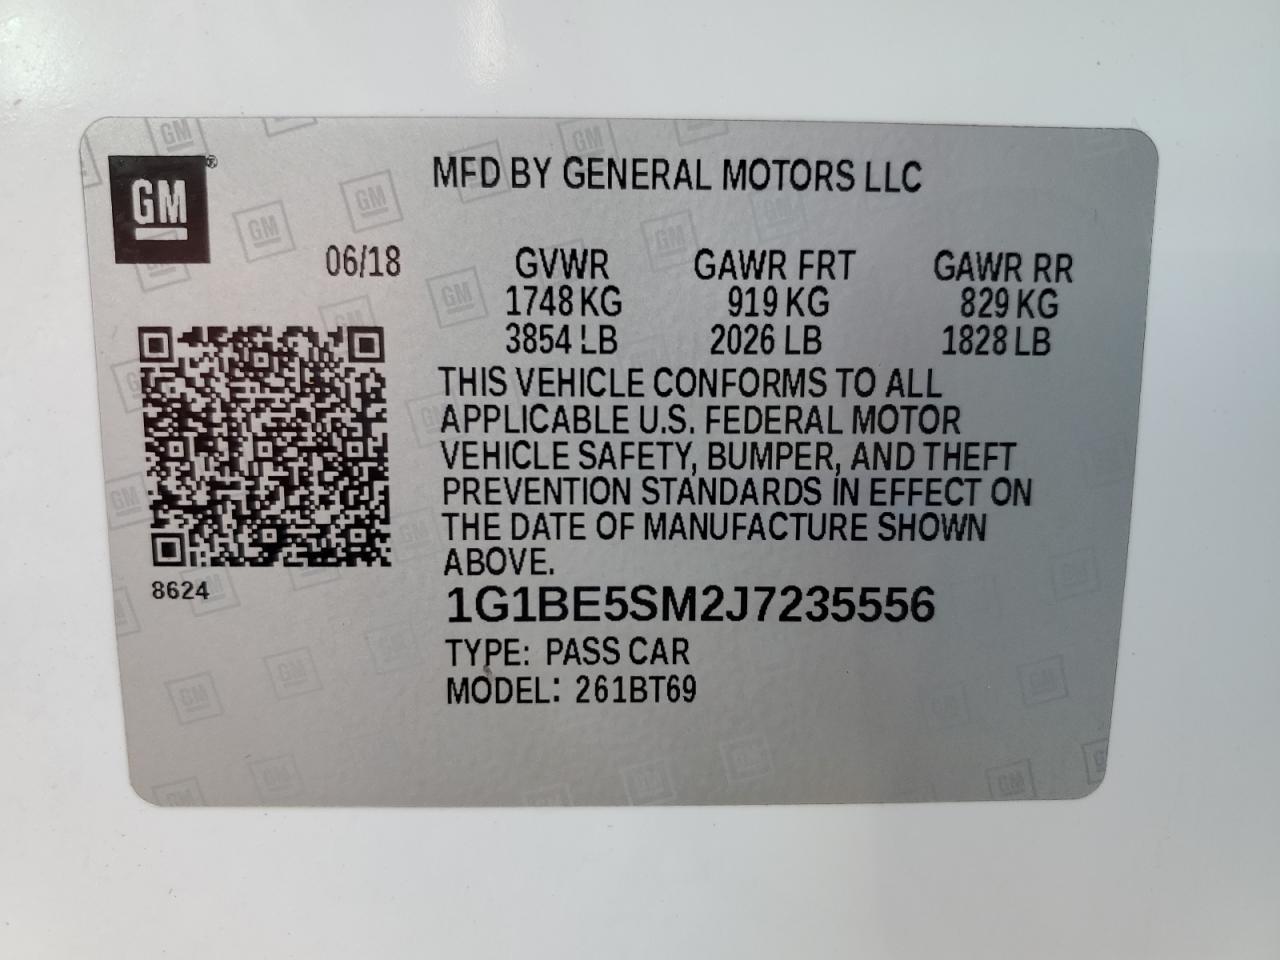 GM®
MFD BY GENERAL MOTORS LLC
06/18
GVWR GAWR FRT GAWR RR
1748 KG 919 KG 829 KG
3854 LB 2026 LB 1828 LB
THIS VEHICLE CONFORMS TO ALL
APPLICABLE U.S. FEDERAL MOTOR
VEHICLE SAFETY, BUMPER, AND THEFT
PREVENTION STANDARDS IN EFFECT ON
THE DATE OF MANUFACTURE SHOWN
ABOVE.
8624
1G1BE5SM2J7235556
TYPE: PASS CAR
MODEL: 261BT69